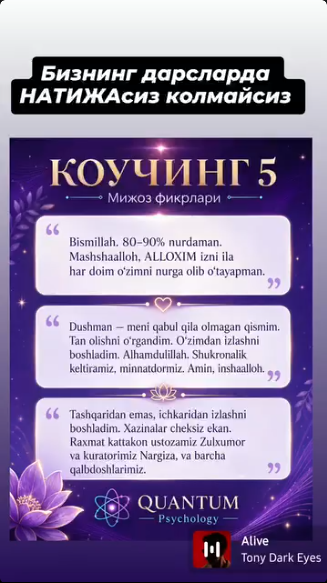 Бизнинг дарсларда
НАТИЖАсиз колмайсиз
КОУЧИНГ 5
Мижоз фикрлари
“
Bismillah. 80–90% nurdaman.
Mashshaalloh, ALLOXIM izni ila
har doim o‘zimni nurga olib o‘tayapman.
”
“
Dushman — meni qabul qila olmagan qismim.
Tan olishni o‘rgandim. O‘zimdan izlashni
boshladim. Alhamdulillah. Shukronalik
keltiramiz, minnatdormiz. Amin, inshaalloh.
”
“
Tashqaridan emas, ichkaridan izlashni
boshladim. Xazinalar cheksiz ekan.
Raxmat kattakon ustozamiz Zulxumor
va kuratorimiz Nargiza, va barcha
qalbdoshlarimiz.
”
QUANTUM
Psychology
Alive
Tony Dark Eyes